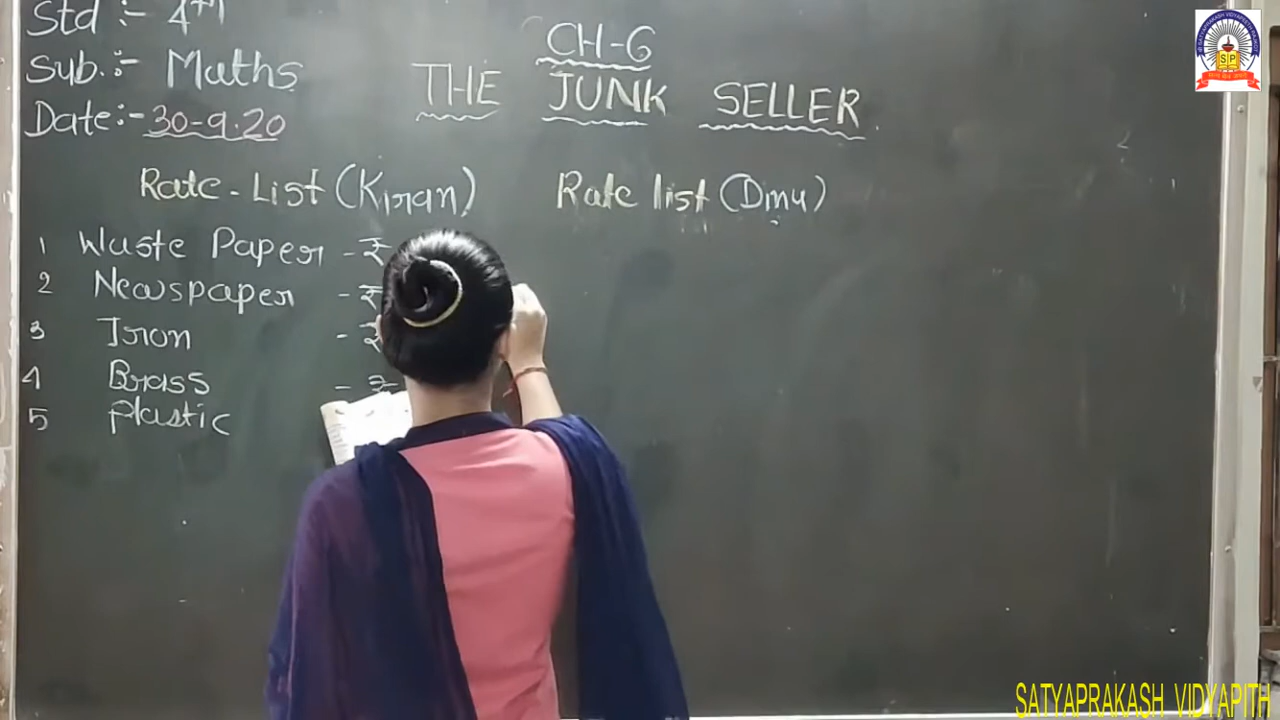 Std :- 4th
Sub. :- Maths
Date:- 30-9.20
CH-6
THE JUNK SELLER
Rate - List (Kiran)
Rate list (Dinu)
1 Waste Paper - ₹
2 Newspaper - ₹
3 Iron - ₹
4 Brass - ₹
5 Plastic
SP
SATYAPRAKASH VIDYAPITH